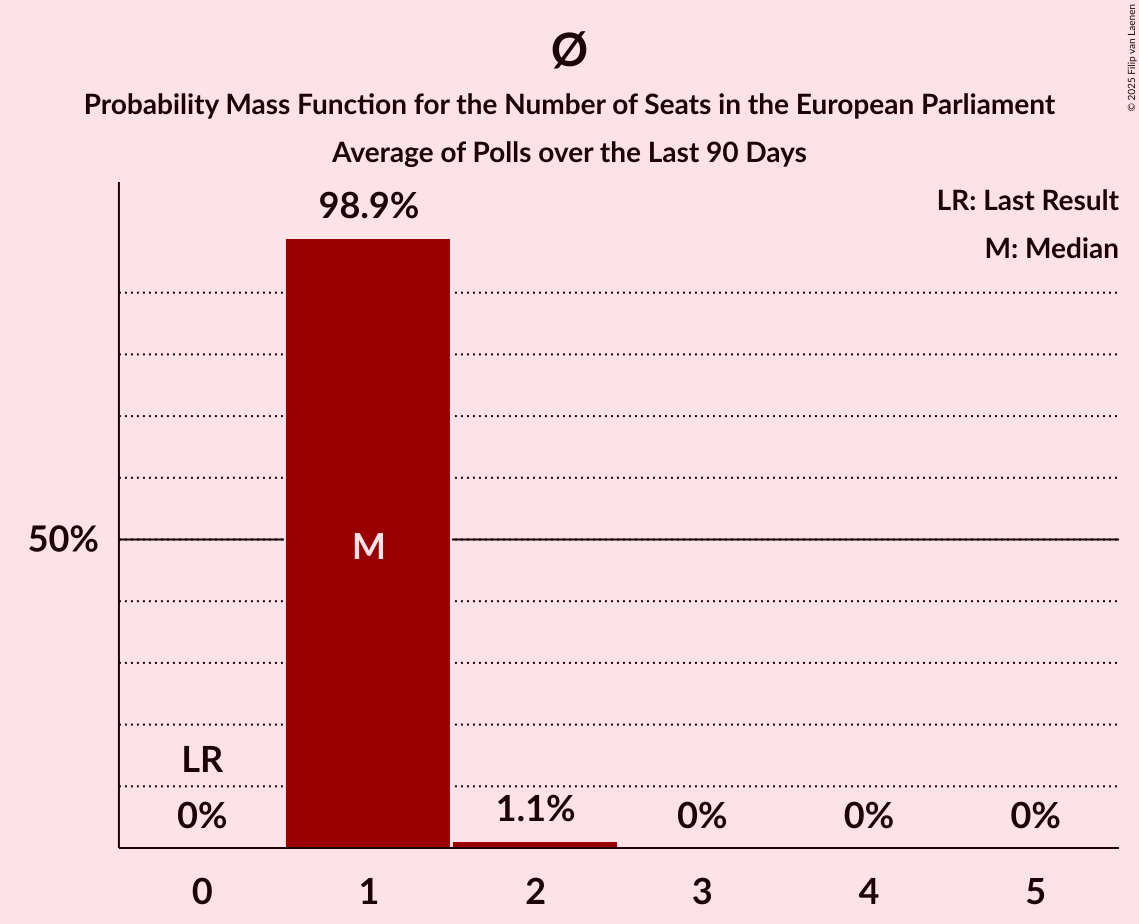 Ø
Probability Mass Function for the Number of Seats in the European Parliament
Average of Polls over the Last 90 Days
© 2025 Filip van Laenen
LR: Last Result
M: Median
98.9%
50%
M
LR
0%
1.1%
0%
0%
0%
0
1
2
3
4
5